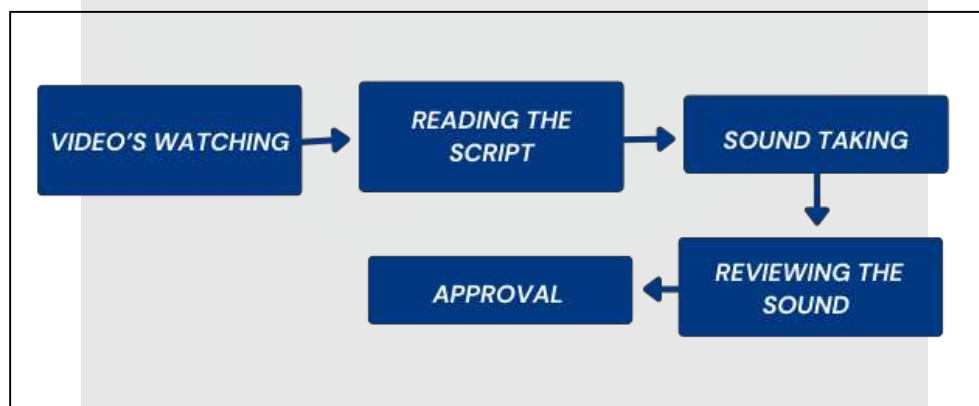 VIDEO'S WATCHING
READING THE
SCRIPT
SOUND TAKING
REVIEWING THE
SOUND
APPROVAL